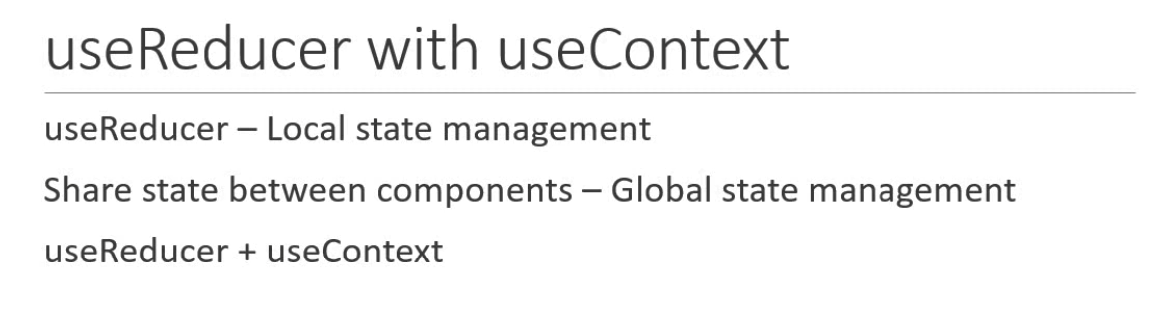 useReducer with useContext
useReducer – Local state management
Share state between components – Global state management
useReducer + useContext